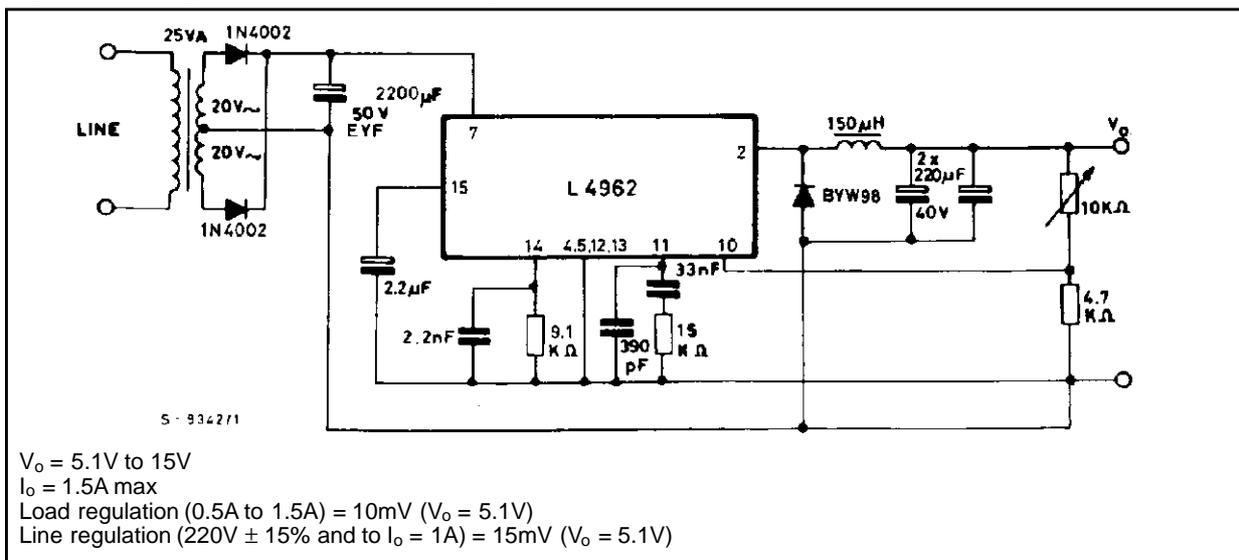 25VA
1N4002
20V~
20V~
LINE
1N4002
2200µF
50V
EYF
7
15
L 4962
2
14
4.5,12,13
11
10
150µH
2x
220µF
40V
BYW98
Vo
10KΩ
4.7
KΩ
33nF
15
KΩ
390
pF
9.1
KΩ
2.2nF
2.2µF
S - 9342/1
Vo = 5.1V to 15V
Io = 1.5A max
Load regulation (0.5A to 1.5A) = 10mV (Vo = 5.1V)
Line regulation (220V ± 15% and to Io = 1A) = 15mV (Vo = 5.1V)